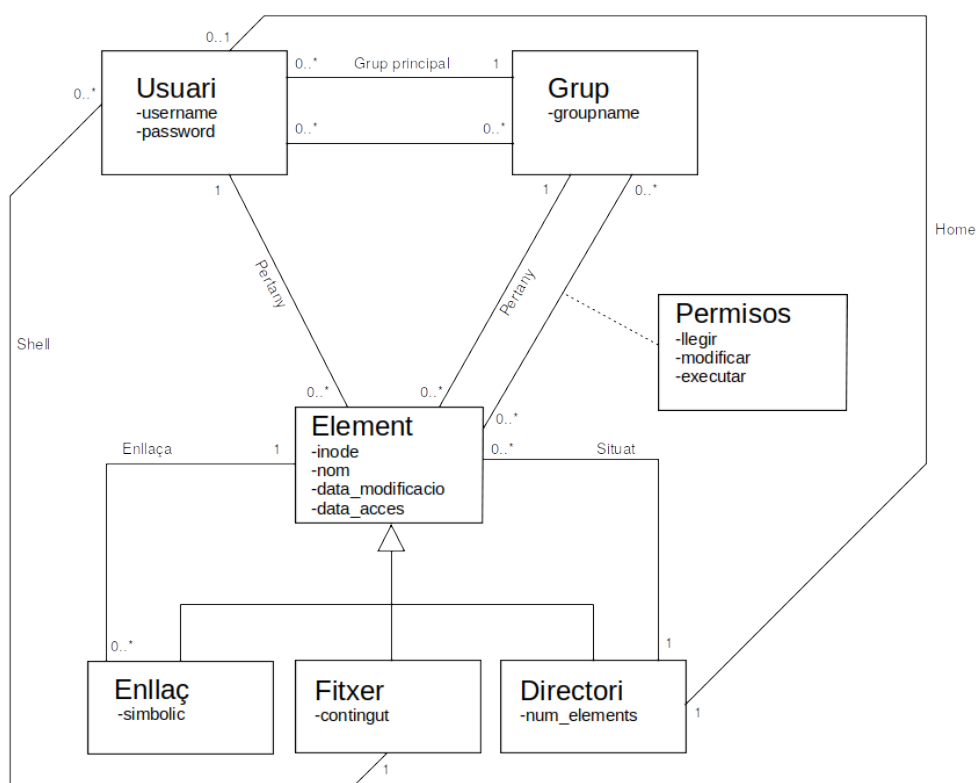 0..1
0..*
Usuari
-username
-password
0..*
Grup principal
1
0..*
0..*
Grup
-groupname
1
1
0..*
Home
Pertany
Pertany
Permisos
-llegir
-modificar
-executar
Shell
0..*
0..*
0..*
Element
-inode
-nom
-data_modificacio
-data_acces
Enllaça
1
0..*
Situat
0..*
1
Enllaç
-simbolic
Fitxer
-contingut
Directori
-num_elements
1
1